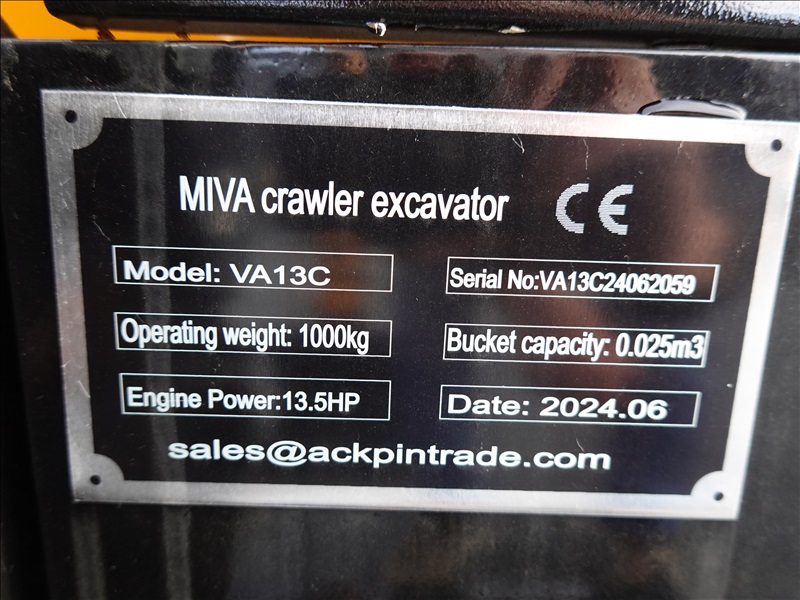 MIVA crawler excavator CE
Model: VA13C
Serial No:VA13C24062059
Operating weight: 1000kg
Bucket capacity: 0.025m3
Engine Power:13.5HP
Date: 2024.06
sales@ackpintrade.com